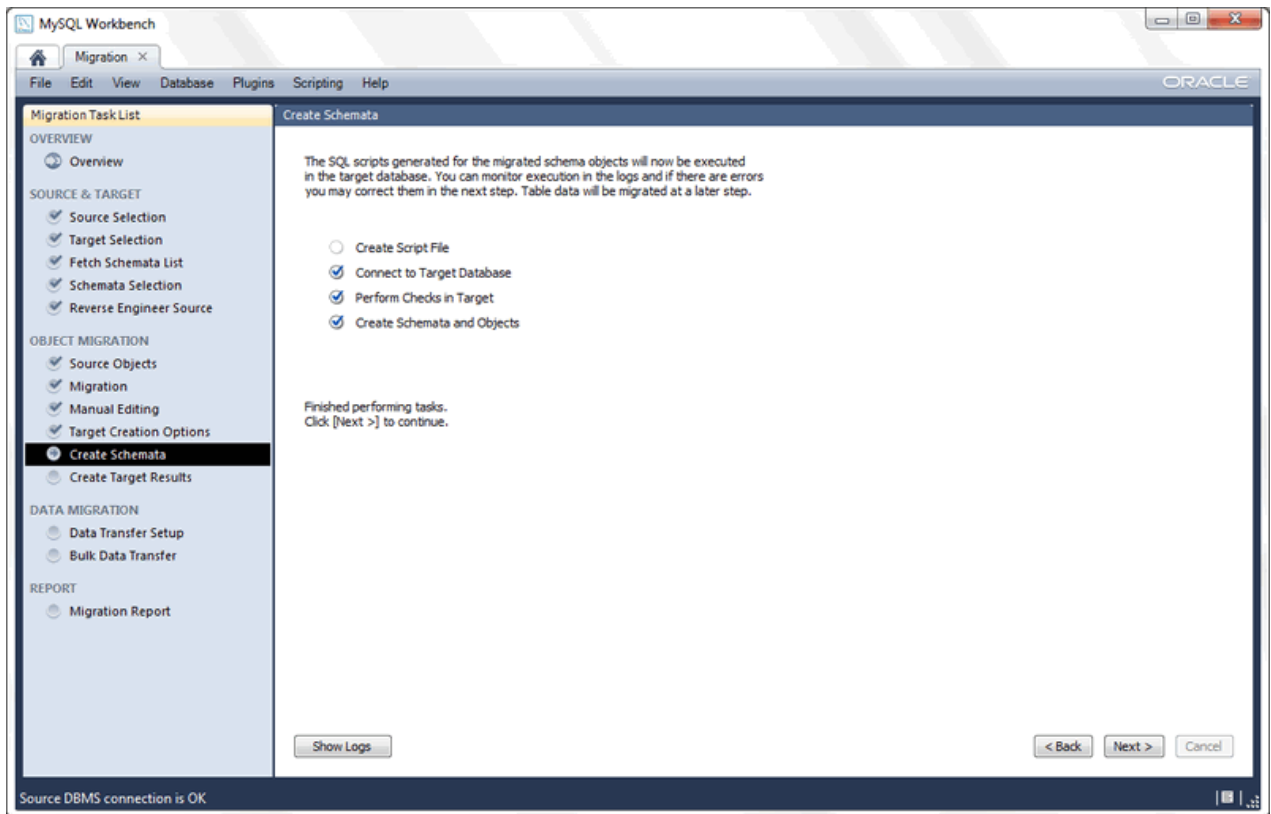 MySQL Workbench
Migration
File Edit View Database Plugins Scripting Help
ORACLE
Migration Task List
OVERVIEW
Overview
SOURCE & TARGET
Source Selection
Target Selection
Fetch Schemata List
Schemata Selection
Reverse Engineer Source
OBJECT MIGRATION
Source Objects
Migration
Manual Editing
Target Creation Options
Create Schemata
Create Target Results
DATA MIGRATION
Data Transfer Setup
Bulk Data Transfer
REPORT
Migration Report
Create Schemata
The SQL scripts generated for the migrated schema objects will now be executed
in the target database. You can monitor execution in the logs and if there are errors
you may correct them in the next step. Table data will be migrated at a later step.
Create Script File
Connect to Target Database
Perform Checks in Target
Create Schemata and Objects
Finished performing tasks.
Click [Next >] to continue.
Show Logs
< Back Next > Cancel
Source DBMS connection is OK